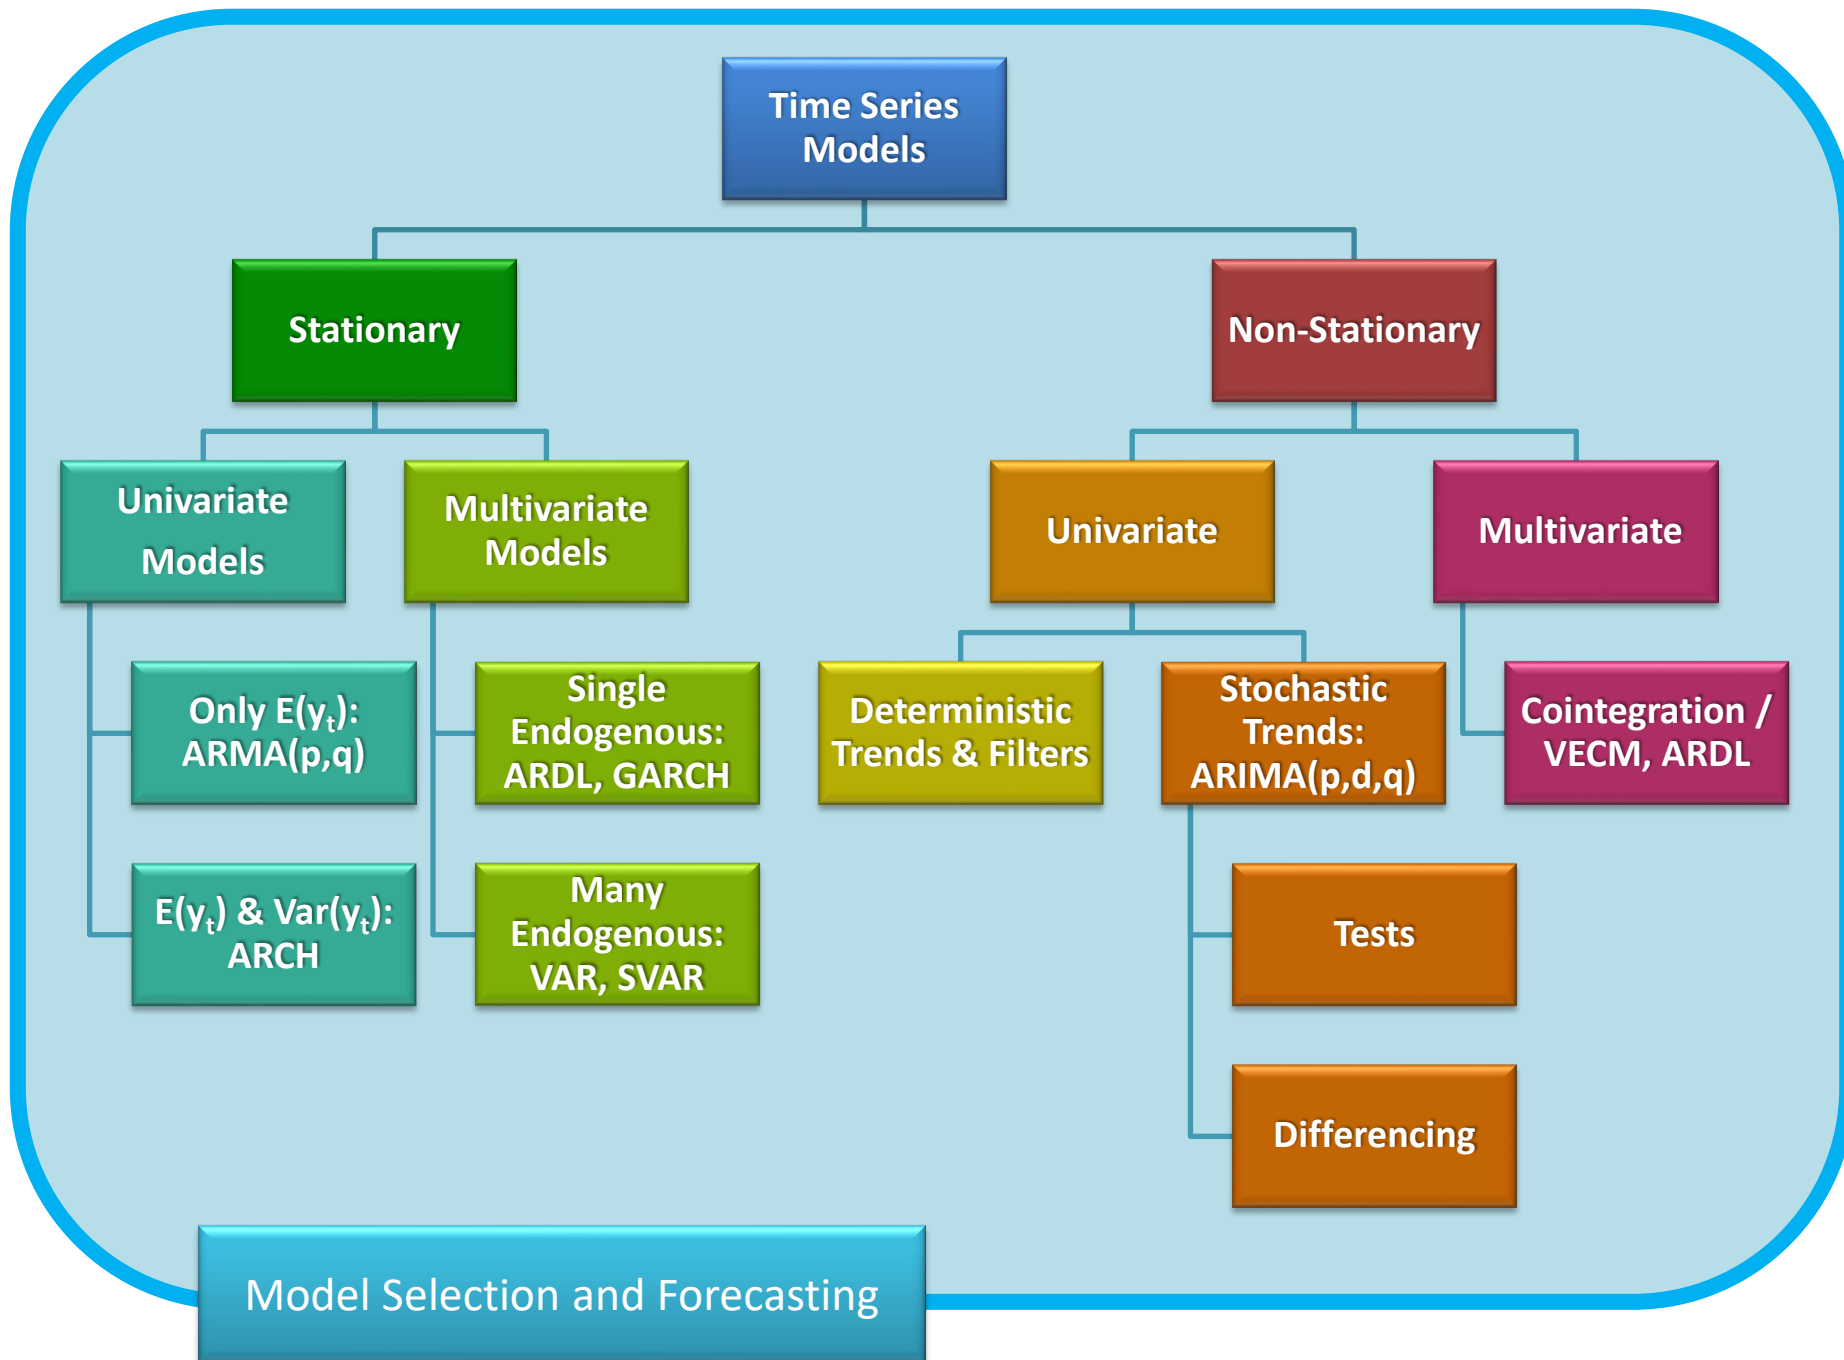 Time Series
Models
Stationary
Non-Stationary
Univariate
Models
Multivariate
Models
Univariate
Multivariate
Only E(yₜ):
ARMA(p,q)
Single
Endogenous:
ARDL, GARCH
Deterministic
Trends & Filters
Stochastic
Trends:
ARIMA(p,d,q)
Cointegration /
VECM, ARDL
E(yₜ) & Var(yₜ):
ARCH
Many
Endogenous:
VAR, SVAR
Tests
Differencing
Model Selection and Forecasting